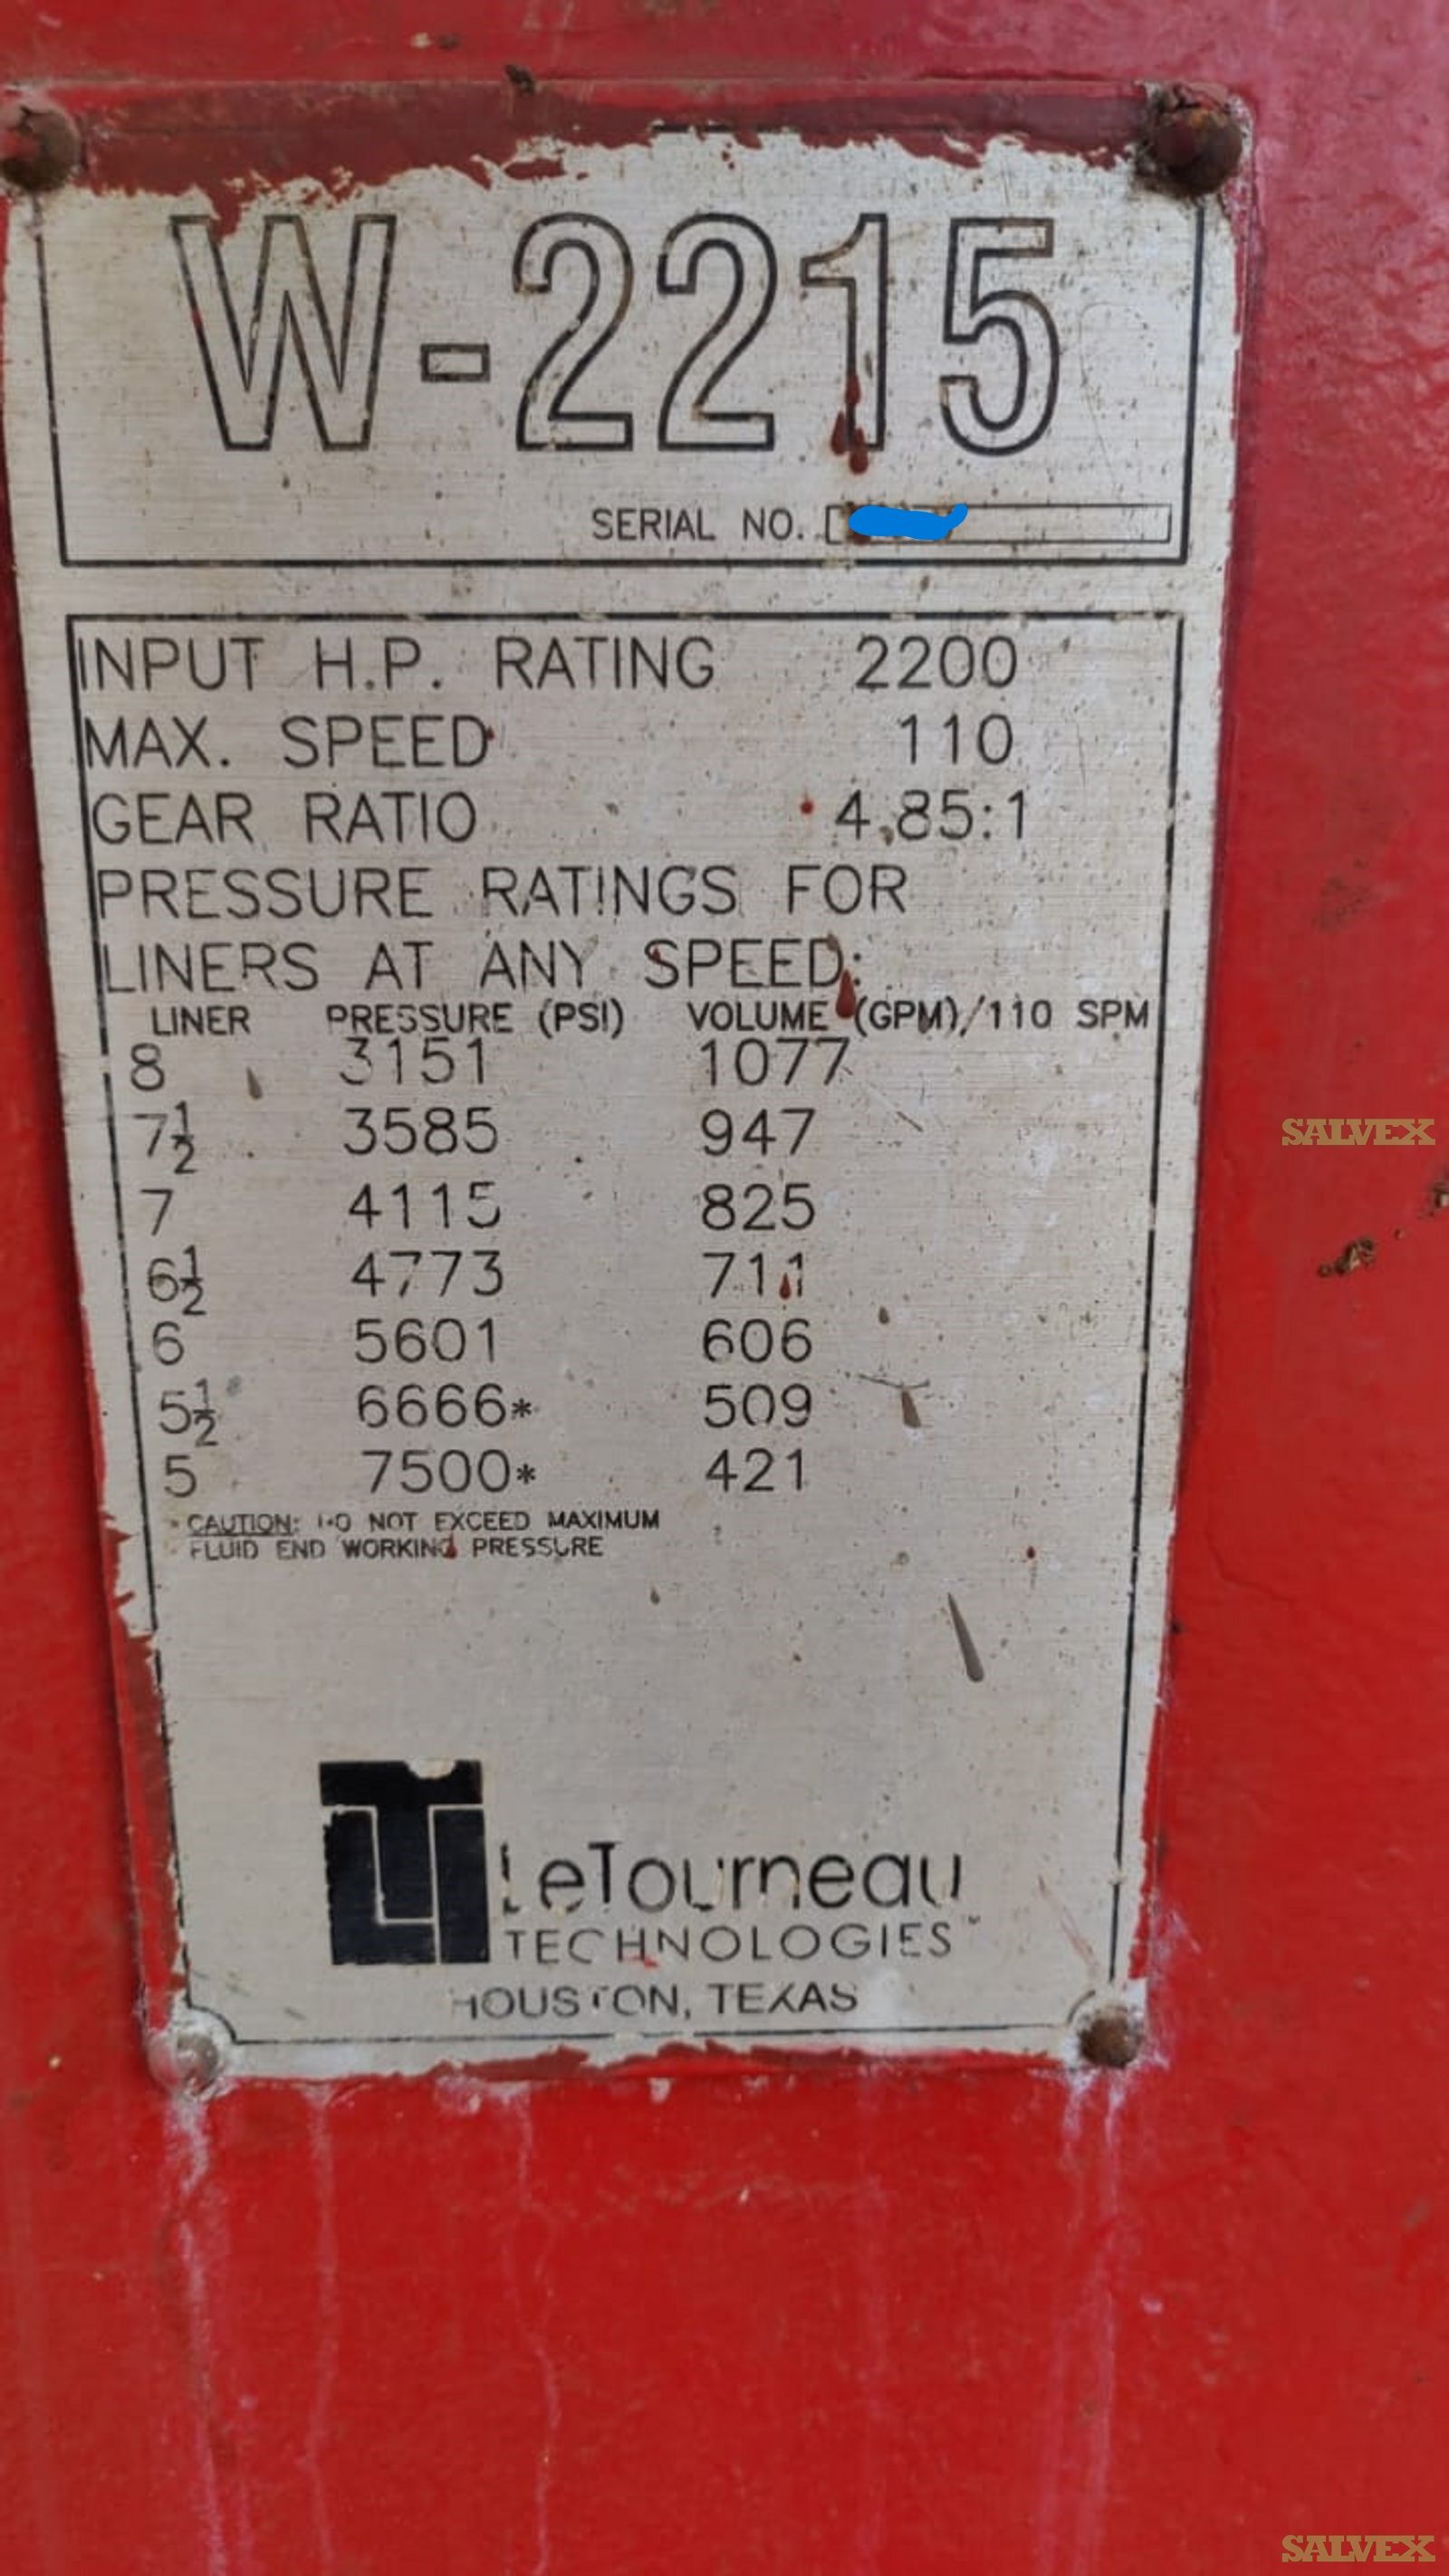 W-2215
SERIAL NO.
INPUT H.P. RATING 2200
MAX. SPEED 110
GEAR RATIO 4.85:1
PRESSURE RATINGS FOR
LINERS AT ANY SPEED:
LINER PRESSURE (PSI) VOLUME (GPM)/110 SPM
8 3151 1077
7½ 3585 947
7 4115 825
6½ 4773 711
6 5601 606
5½ 6666* 509
5 7500* 421
CAUTION: DO NOT EXCEED MAXIMUM
FLUID END WORKING PRESSURE
LeTourneau
TECHNOLOGIES™
HOUSTON, TEXAS
SALVEX
SALVEX